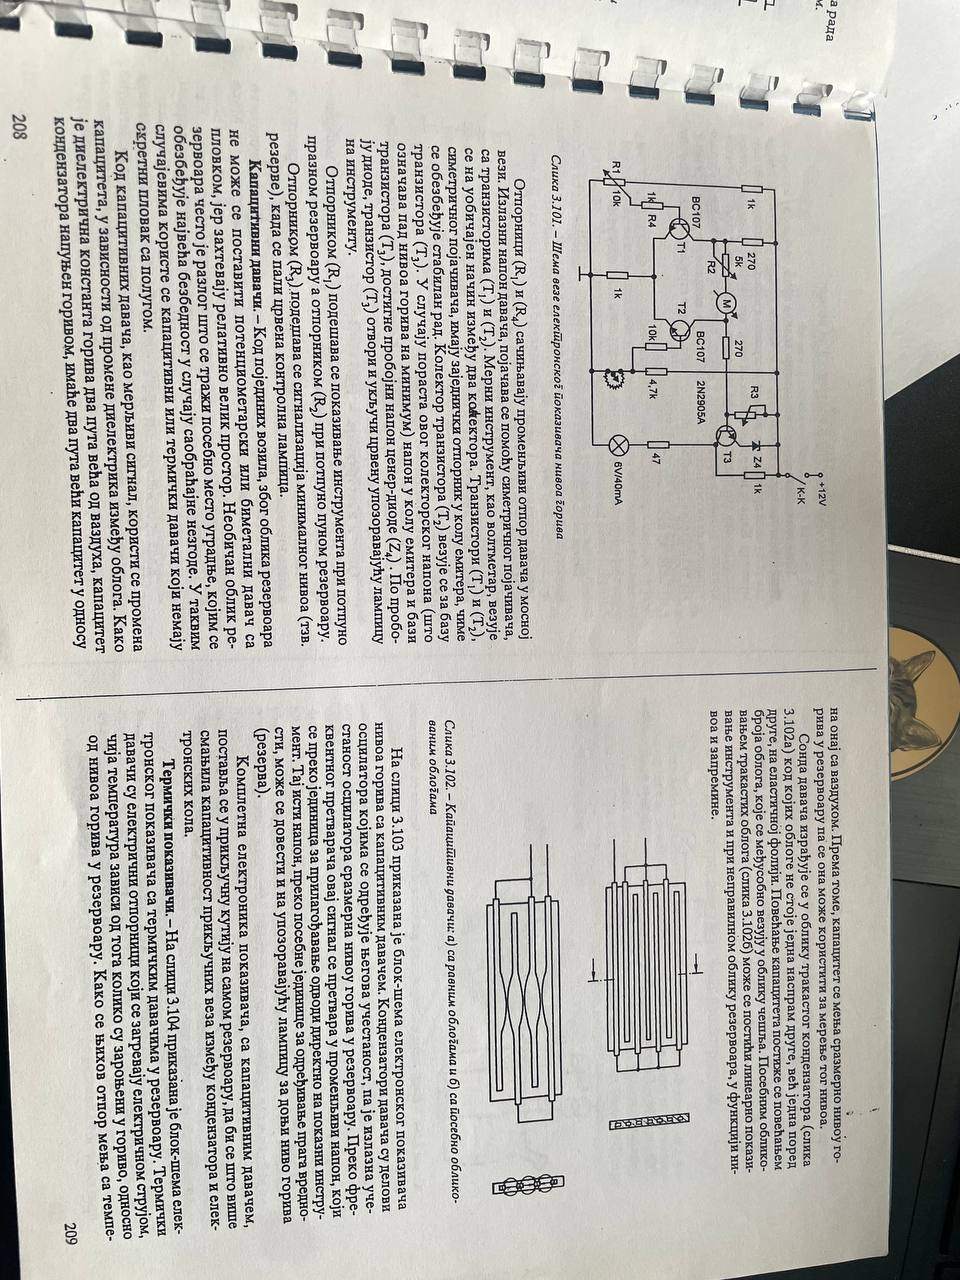 а рада
м.
+12V
K-K
1k
270
5k
R2
270
R3
Z4
1k
M
BC107
T1
T2
BC107
2N2905A
T3
1k
R4
10k
4,7k
47
R1
10k
1k
6V/40mA
Слика 3.101. – Шема везе електронског показивача нивоа горива
Отпорници (R₁) и (R₄) сачињавају променљиви отпор давача у мосној
вези. Излазни напон давача, појачава се помоћу симетричног појачивача,
са транзисторима (T₁) и (T₂). Мерни инструмент, као волтметар, везује
се на уобичајен начин између два колектора. Транзистори (T₁) и (T₂),
симетричног појачивача, имају заједнички отпорник у колу емитера, чиме
се обезбеђује стабилан рад. Колектор транзистора (T₂) везује се за базу
транзистора (T₃). У случају пораста овог колекторског напона (што
означава пад нивоа горива на минимум) напон у колу емитера и бази
транзистора (T₃), достигне пробојни напон ценер-диоде (Z₄). По пробо-
ју диоде, транзистор (T₃) отвори и укључи црвену упозоравајућу лампицу
на инструменту.
Отпорником (R₁) подешава се показивање инструмента при потпуно
празном резервоару а отпорником (R₂) при потпуно пуном резервоару.
Отпорником (R₃) подешава се сигнализација минималног нивоа (тзв.
резерве), када се пали црвена контролна лампица.
Капацитивни давачи. – Код појединих возила, због облика резервоара
не може се поставити потенциометарски или биметални давач са
пловком, јер захтевају релативно велик простор. Необичан облик ре-
зервоара често је разлог што се тражи посебно место уградње, којим се
обезбеђује највећа безбедност у случају саобраћајне незгоде. У таквим
случајевима користе се капацитивни или термички давачи који немају
окретни пловак са полугом.
Код капацитивних давача, као мерљиви сигнал, користи се промена
капацитета, у зависности од промене диелектрика између облога. Како
је диелектрична константа горива два пута већа од ваздуха, капацитет
кондензатора напуњеног горивом, имаће два пута већи капацитет у односу
208
на онај са ваздухом. Према томе, капацитет се мења сразмерно нивоу го-
рива у резервоару па се она може користити за мерење тог нивоа.
Сонда давача израђује се у облику тракастог кондензатора (слика
3.102а) код којих облоге не стоје једна насправ друге, већ једна поред
друге, на еластичној фолији. Повећање капацитета постиже се повећањем
броја облога, које се међусобно везују у облику чешља. Посебним облико-
вањем тракастих облога (слика 3.102б) може се постићи линеарно показа-
вање инструмента и при неправилном облику резервоара, у функцији ни-
воа и запремине.
Слика 3.102. – Капацитивни давачи: а) са равним облогама и б) са посебно облико-
ваним облогама
На слици 3.103 приказана је блок-шема електронског показивача
нивоа горива са капацитивним давачем. Кондензатори давача су делови
осцилатора којима се одређује његова учестаност, па је излазна уче-
станост осцилатора сразмерна нивоу горива у резервоару. Преко фре-
квентног претварача овај сигнал се претвара у променљиви напон, који
се преко јединица за прилагођавање одводи директно на показни инстру-
мент. Тај исти напон, преко посебне јединице за одређивање прага вредно-
сти, може се довести и на упозоравајућу лампицу за доњи ниво горива
(резерва).
Комплетна електроника показивача, са капацитивним давачем,
поставља се у прикључну кутију на самом резервоару, да би се што више
смањила капацитивност прикључних веза између кондензатора и елек-
тронских кола.
Термички показивачи. – На слици 3.104 приказана је блок-шема елек-
тронског показивача са термичким давачима у резервоару. Термички
давачи су електрични отпорници који се загревају електричном струјом,
чија температура зависи од тога колико су зароњени у гориво, односно
од нивоа горива у резервоару. Како се њихов отпор мења са темпе-
209